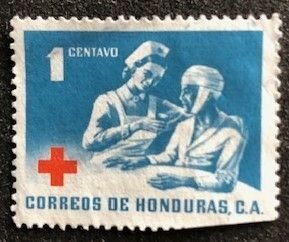 1 CENTAVO
CORREOS DE HONDURAS, C.A.